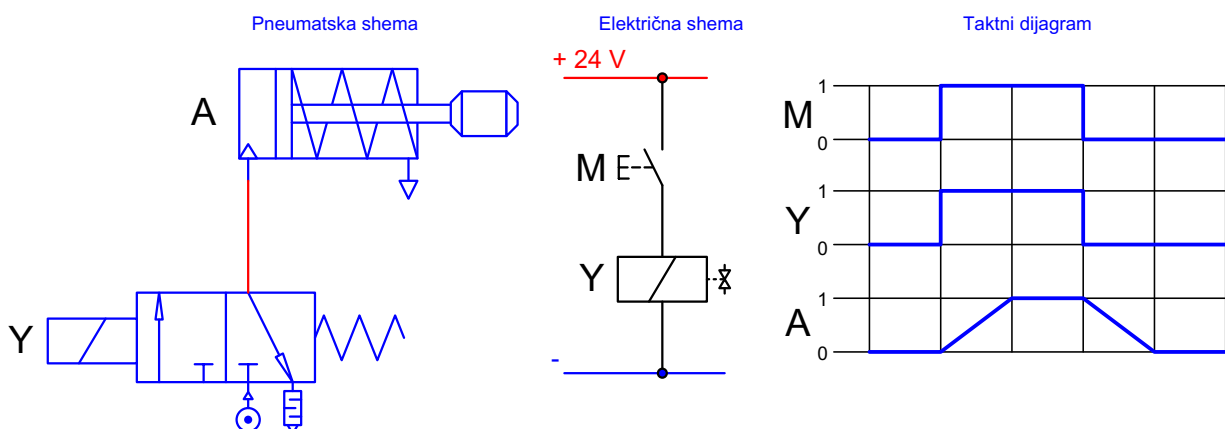 Pneumatska shema
A
Y
Električna shema
+ 24 V
M
Y
-
Taktni dijagram
M
1
0
Y
1
0
A
1
0